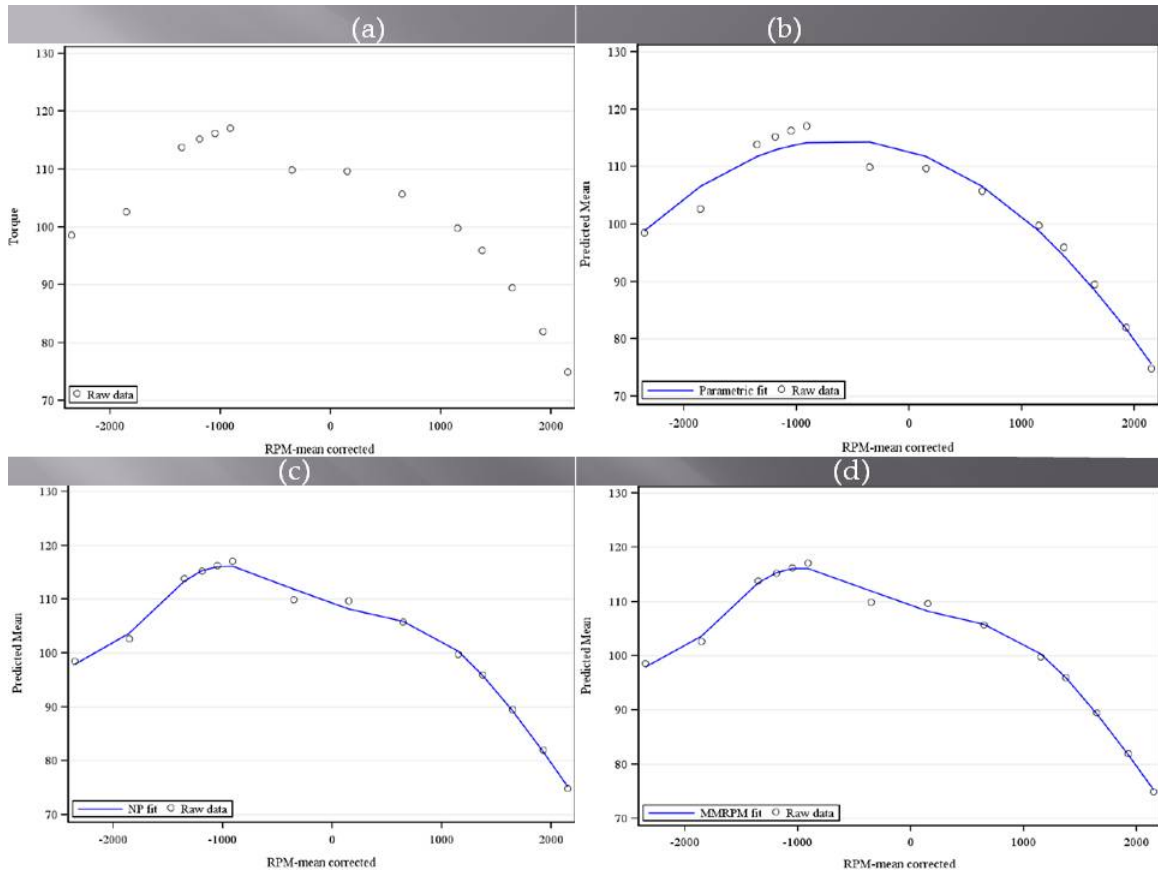 (a)
130
120
110
100
90
80
70
Torque
Raw data
-2000 -1000 0 1000 2000
RPM-mean corrected
(b)
130
120
110
100
90
80
70
Predicted Mean
Parametric fit Raw data
-2000 -1000 0 1000 2000
RPM-mean corrected
(c)
130
120
110
100
90
80
70
Predicted Mean
NP fit Raw data
-2000 -1000 0 1000 2000
RPM-mean corrected
(d)
130
120
110
100
90
80
70
Predicted Mean
MMRPM fit Raw data
-2000 -1000 0 1000 2000
RPM-mean corrected